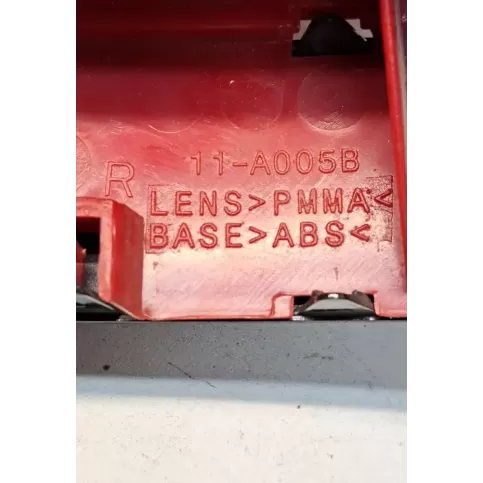 11-A005B
R
LENS>PMMA<
BASE>ABS<